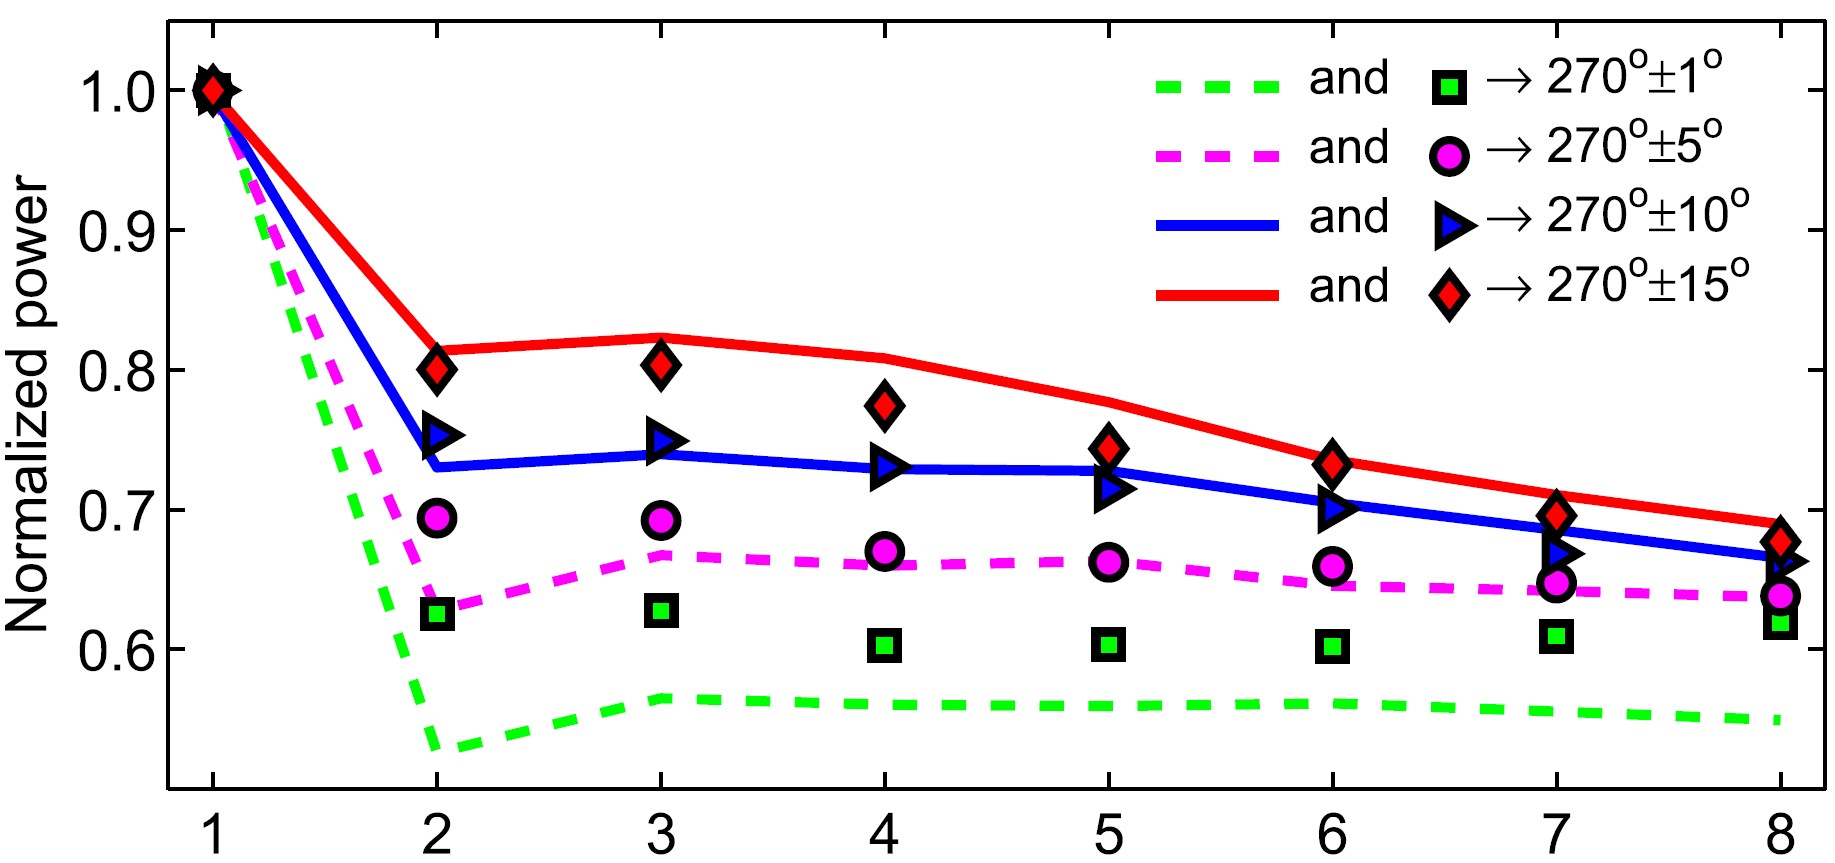 Normalized power
1.0
0.9
0.8
0.7
0.6
and → 270°±1°
and → 270°±5°
and → 270°±10°
and → 270°±15°
1 2 3 4 5 6 7 8